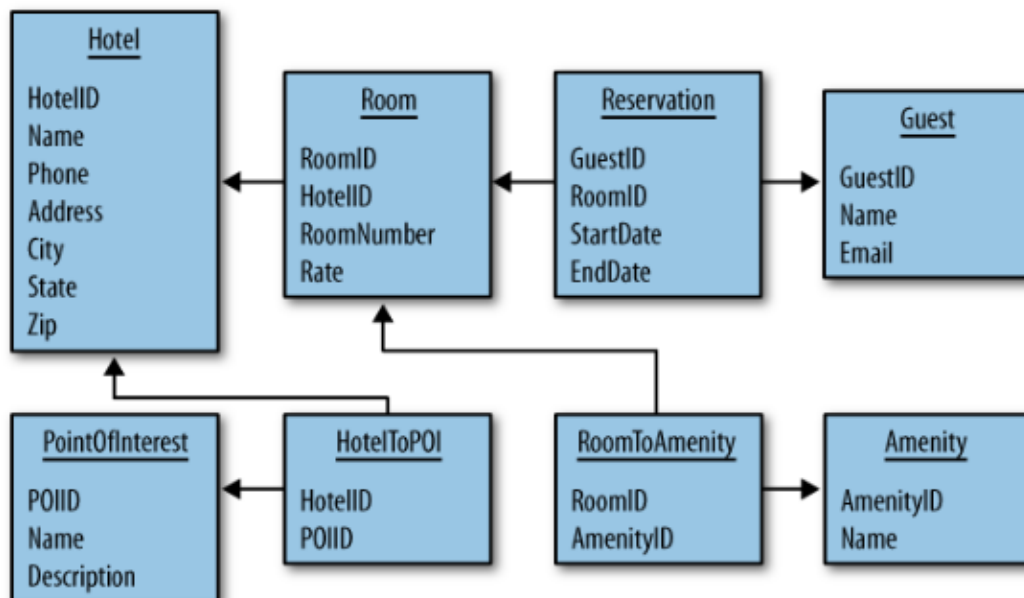 Hotel
HotelID
Name
Phone
Address
City
State
Zip
Room
RoomID
HotelID
RoomNumber
Rate
Reservation
GuestID
RoomID
StartDate
EndDate
Guest
GuestID
Name
Email
PointOfInterest
POIID
Name
Description
HotelToPOI
HotelID
POIID
RoomToAmenity
RoomID
AmenityID
Amenity
AmenityID
Name